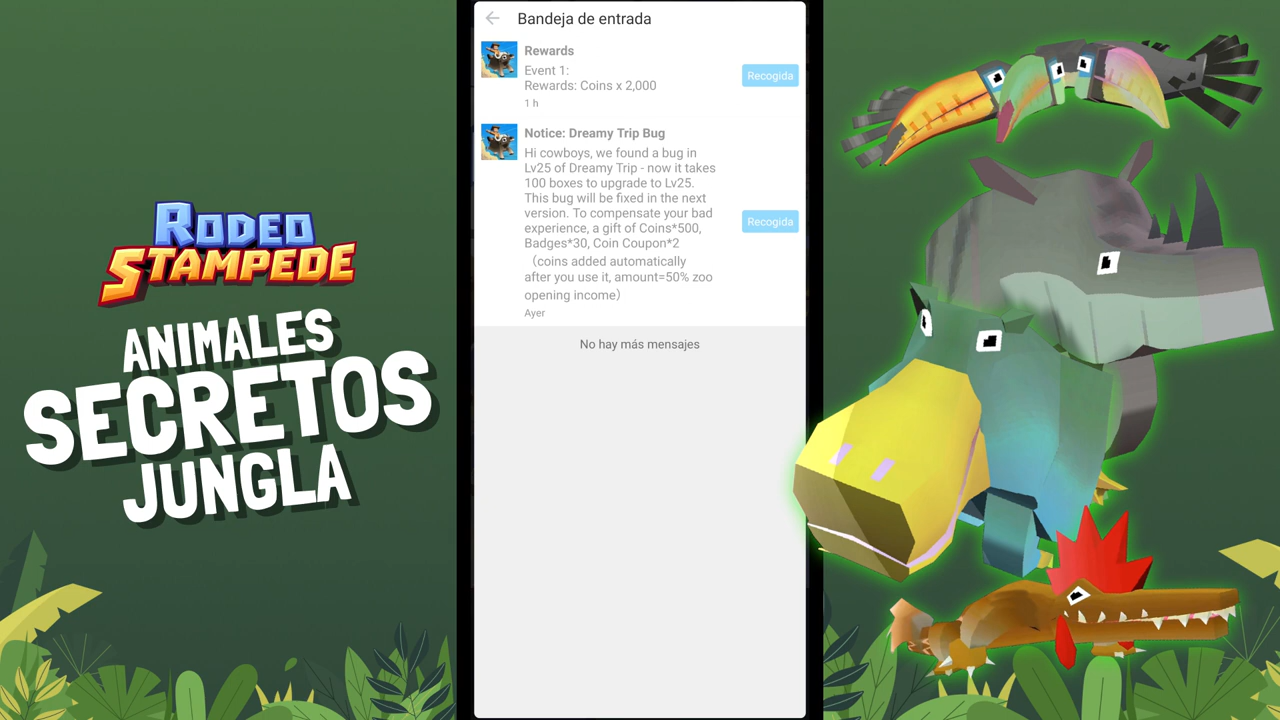 RODEO
STAMPEDE
ANIMALES
SECRETOS
JUNGLA
Bandeja de entrada
Rewards
Event 1:
Rewards: Coins x 2,000
1 h
Recogida
Notice: Dreamy Trip Bug
Hi cowboys, we found a bug in
Lv25 of Dreamy Trip - now it takes
100 boxes to upgrade to Lv25.
This bug will be fixed in the next
version. To compensate your bad
experience, a gift of Coins*500,
Badges*30, Coin Coupon*2
（coins added automatically
after you use it, amount=50% zoo
opening income）
Ayer
Recogida
No hay más mensajes